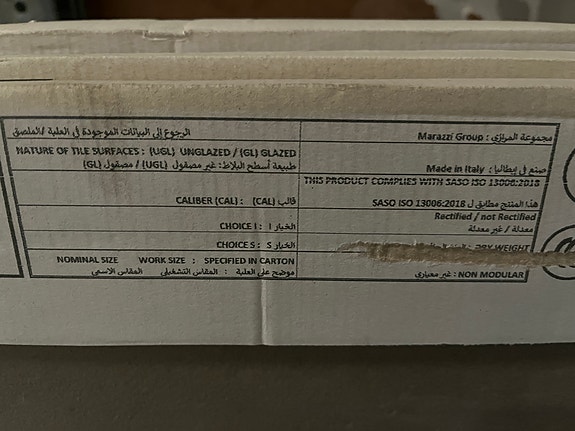 الرجوع إلى البيانات الموجودة في العلبة /الملصق
NATURE OF TILE SURFACES : (UGL) UNGLAZED / (GL) GLAZED
طبيعة أسطح البلاط: غير مصقول (UGL) / مصقول (GL)
CALIBER (CAL) : (CAL) قالب
CHOICE I : I الخيار
CHOICE S : S الخيار
NOMINAL SIZE WORK SIZE : SPECIFIED IN CARTON
موضح على العلبة : المقاس التشغيلي المقاس الاسمي
Marazzi Group : مجموعة المرازي
Made in Italy : صنع في إيطاليا
THIS PRODUCT COMPLIES WITH SASO ISO 13006:2018
هذا المنتج مطابق ل SASO ISO 13006:2018
Rectified / not Rectified
معدلة / غير معدلة
DRY WEIGHT
NON MODULAR : غير معياري